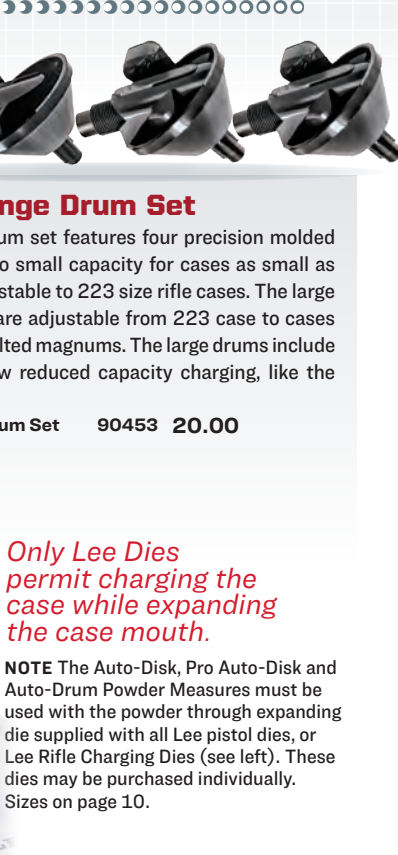 nge Drum Set
um set features four precision molded
o small capacity for cases as small as
stable to 223 size rifle cases. The large
are adjustable from 223 case to cases
lted magnums. The large drums include
w reduced capacity charging, like the
um Set 90453 20.00
Only Lee Dies
permit charging the
case while expanding
the case mouth.
NOTE The Auto-Disk, Pro Auto-Disk and
Auto-Drum Powder Measures must be
used with the powder through expanding
die supplied with all Lee pistol dies, or
Lee Rifle Charging Dies (see left). These
dies may be purchased individually.
Sizes on page 10.